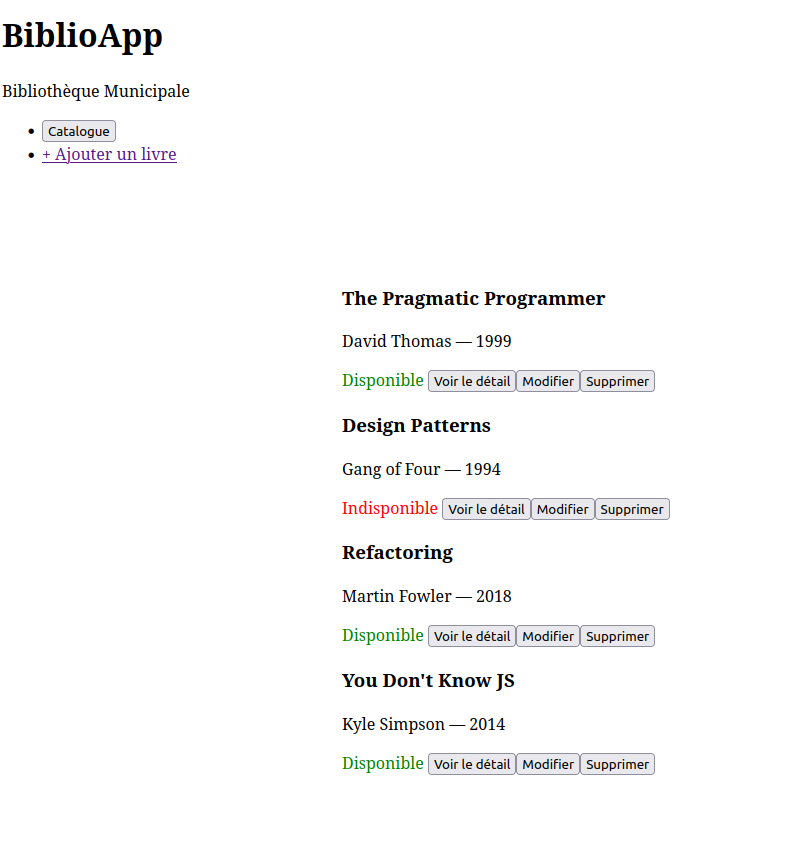 BiblioApp
Bibliothèque Municipale
Catalogue
+ Ajouter un livre
The Pragmatic Programmer
David Thomas — 1999
Disponible Voir le détail Modifier Supprimer
Design Patterns
Gang of Four — 1994
Indisponible Voir le détail Modifier Supprimer
Refactoring
Martin Fowler — 2018
Disponible Voir le détail Modifier Supprimer
You Don't Know JS
Kyle Simpson — 2014
Disponible Voir le détail Modifier Supprimer